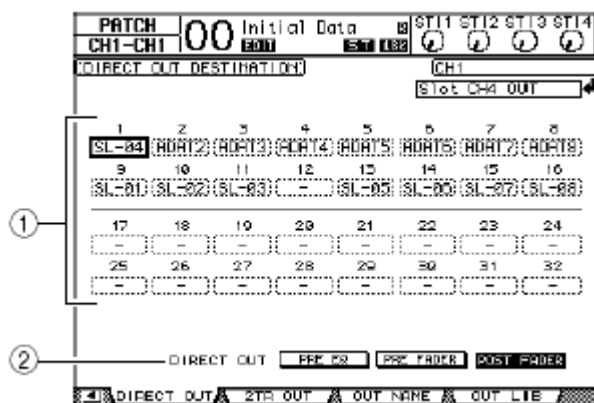 PATCH
CH1-CH1
00 Initial Data
EDIT
ST1 ST2 ST3 ST4
DIRECT OUT DESTINATION
CH1
Slot CH4 OUT
1
1 2 3 4 5 6 7 8
SL-04 ADAT2 ADAT3 ADAT4 ADAT5 ADAT6 ADAT7 ADAT8
9 10 11 12 13 14 15 16
SL-01 SL-02 SL-03 - SL-05 SL-06 SL-07 SL-08
17 18 19 20 21 22 23 24
- - - - - - - -
25 26 27 28 29 30 31 32
- - - - - - - -
2
DIRECT OUT PRE EQ PRE FADER POST FADER
DIRECT OUT 2TR OUT OUT NAME OUT LIB